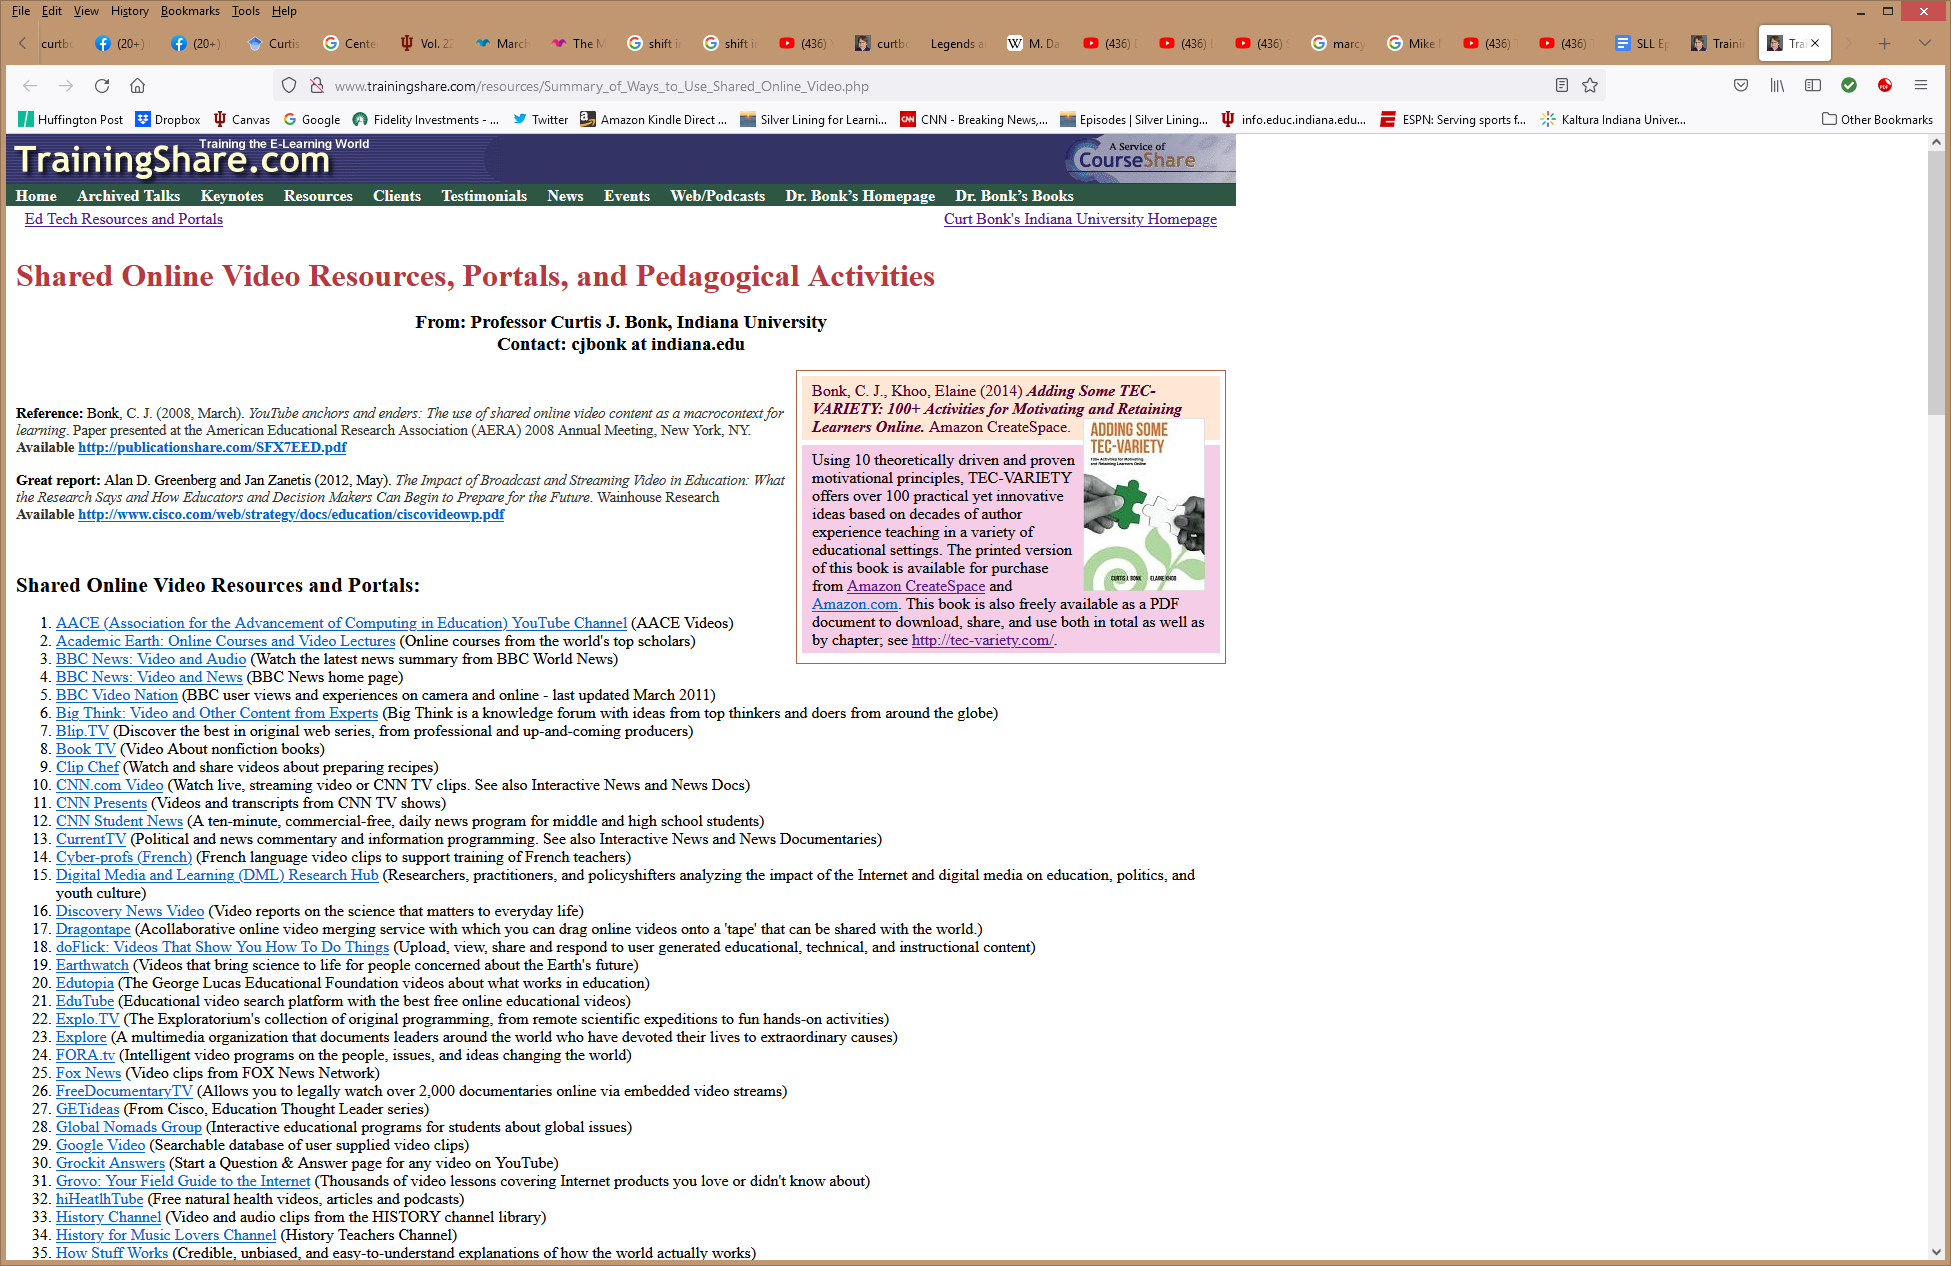 File Edit View History Bookmarks Tools Help
curtbo (20+) (20+) Curtis Cente Vol. 22 March The M shift i shift i (436) curtbo Legends a W M. Da (436) (436) (436) marcy Mike (436) (436) SLL Ep Traini Trai
www.trainingshare.com/resources/Summary_of_Ways_to_Use_Shared_Online_Video.php
Huffington Post Dropbox Canvas Google Fidelity Investments - ... Twitter Amazon Kindle Direct ... Silver Lining for Learni... CNN - Breaking News,... Episodes | Silver Lining... info.educ.indiana.edu... ESPN: Serving sports f... Kaltura Indiana Univer... Other Bookmarks
Training the E-Learning World
TrainingShare.com
A Service of
CourseShare
Home Archived Talks Keynotes Resources Clients Testimonials News Events Web/Podcasts Dr. Bonk’s Homepage Dr. Bonk’s Books
Ed Tech Resources and Portals Curt Bonk's Indiana University Homepage
Shared Online Video Resources, Portals, and Pedagogical Activities
From: Professor Curtis J. Bonk, Indiana University
Contact: cjbonk at indiana.edu
Reference: Bonk, C. J. (2008, March). YouTube anchors and enders: The use of shared online video content as a macrocontext for
learning. Paper presented at the American Educational Research Association (AERA) 2008 Annual Meeting, New York, NY.
Available http://publicationshare.com/SFX7EED.pdf
Great report: Alan D. Greenberg and Jan Zanetis (2012, May). The Impact of Broadcast and Streaming Video in Education: What
the Research Says and How Educators and Decision Makers Can Begin to Prepare for the Future. Wainhouse Research
Available http://www.cisco.com/web/strategy/docs/education/ciscovideowp.pdf
Bonk, C. J., Khoo, Elaine (2014) Adding Some TEC-
VARIETY: 100+ Activities for Motivating and Retaining
Learners Online. Amazon CreateSpace.
ADDING SOME
TEC-VARIETY
100+ Activities for Motivating
and Retaining Learners Online
CURTIS J. BONK ELAINE KHOO
Using 10 theoretically driven and proven
motivational principles, TEC-VARIETY
offers over 100 practical yet innovative
ideas based on decades of author
experience teaching in a variety of
educational settings. The printed version
of this book is available for purchase
from Amazon CreateSpace and
Amazon.com. This book is also freely available as a PDF
document to download, share, and use both in total as well as
by chapter; see http://tec-variety.com/.
Shared Online Video Resources and Portals:
1. AACE (Association for the Advancement of Computing in Education) YouTube Channel (AACE Videos)
2. Academic Earth: Online Courses and Video Lectures (Online courses from the world's top scholars)
3. BBC News: Video and Audio (Watch the latest news summary from BBC World News)
4. BBC News: Video and News (BBC News home page)
5. BBC Video Nation (BBC user views and experiences on camera and online - last updated March 2011)
6. Big Think: Video and Other Content from Experts (Big Think is a knowledge forum with ideas from top thinkers and doers from around the globe)
7. Blip.TV (Discover the best in original web series, from professional and up-and-coming producers)
8. Book TV (Video About nonfiction books)
9. Clip Chef (Watch and share videos about preparing recipes)
10. CNN.com Video (Watch live, streaming video or CNN TV clips. See also Interactive News and News Docs)
11. CNN Presents (Videos and transcripts from CNN TV shows)
12. CNN Student News (A ten-minute, commercial-free, daily news program for middle and high school students)
13. CurrentTV (Political and news commentary and information programming. See also Interactive News and News Documentaries)
14. Cyber-profs (French) (French language video clips to support training of French teachers)
15. Digital Media and Learning (DML) Research Hub (Researchers, practitioners, and policyshifters analyzing the impact of the Internet and digital media on education, politics, and
youth culture)
16. Discovery News Video (Video reports on the science that matters to everyday life)
17. Dragontape (Acollaborative online video merging service with which you can drag online videos onto a 'tape' that can be shared with the world.)
18. doFlick: Videos That Show You How To Do Things (Upload, view, share and respond to user generated educational, technical, and instructional content)
19. Earthwatch (Videos that bring science to life for people concerned about the Earth's future)
20. Edutopia (The George Lucas Educational Foundation videos about what works in education)
21. EduTube (Educational video search platform with the best free online educational videos)
22. Explo.TV (The Exploratorium's collection of original programming, from remote scientific expeditions to fun hands-on activities)
23. Explore (A multimedia organization that documents leaders around the world who have devoted their lives to extraordinary causes)
24. FORA.tv (Intelligent video programs on the people, issues, and ideas changing the world)
25. Fox News (Video clips from FOX News Network)
26. FreeDocumentaryTV (Allows you to legally watch over 2,000 documentaries online via embedded video streams)
27. GETideas (From Cisco, Education Thought Leader series)
28. Global Nomads Group (Interactive educational programs for students about global issues)
29. Google Video (Searchable database of user supplied video clips)
30. Grockit Answers (Start a Question & Answer page for any video on YouTube)
31. Grovo: Your Field Guide to the Internet (Thousands of video lessons covering Internet products you love or didn't know about)
32. hiHeatlhTube (Free natural health videos, articles and podcasts)
33. History Channel (Video and audio clips from the HISTORY channel library)
34. History for Music Lovers Channel (History Teachers Channel)
35. How Stuff Works (Credible, unbiased, and easy-to-understand explanations of how the world actually works)